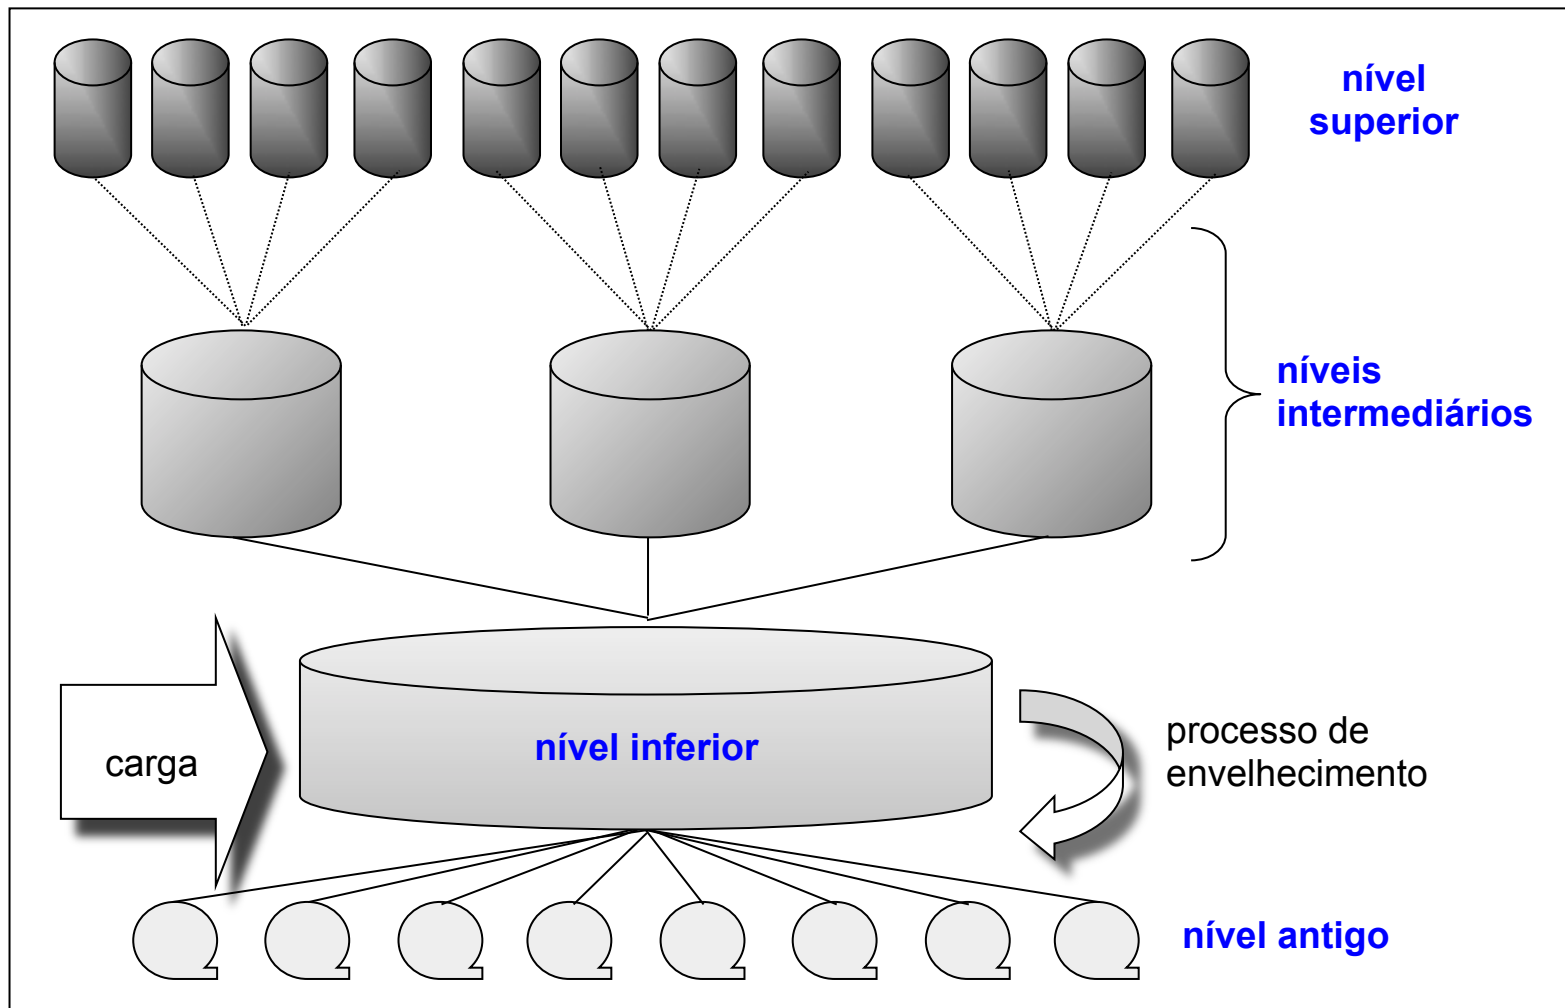 nível
superior
níveis
intermediários
nível inferior
carga
processo de
envelhecimento
nível antigo